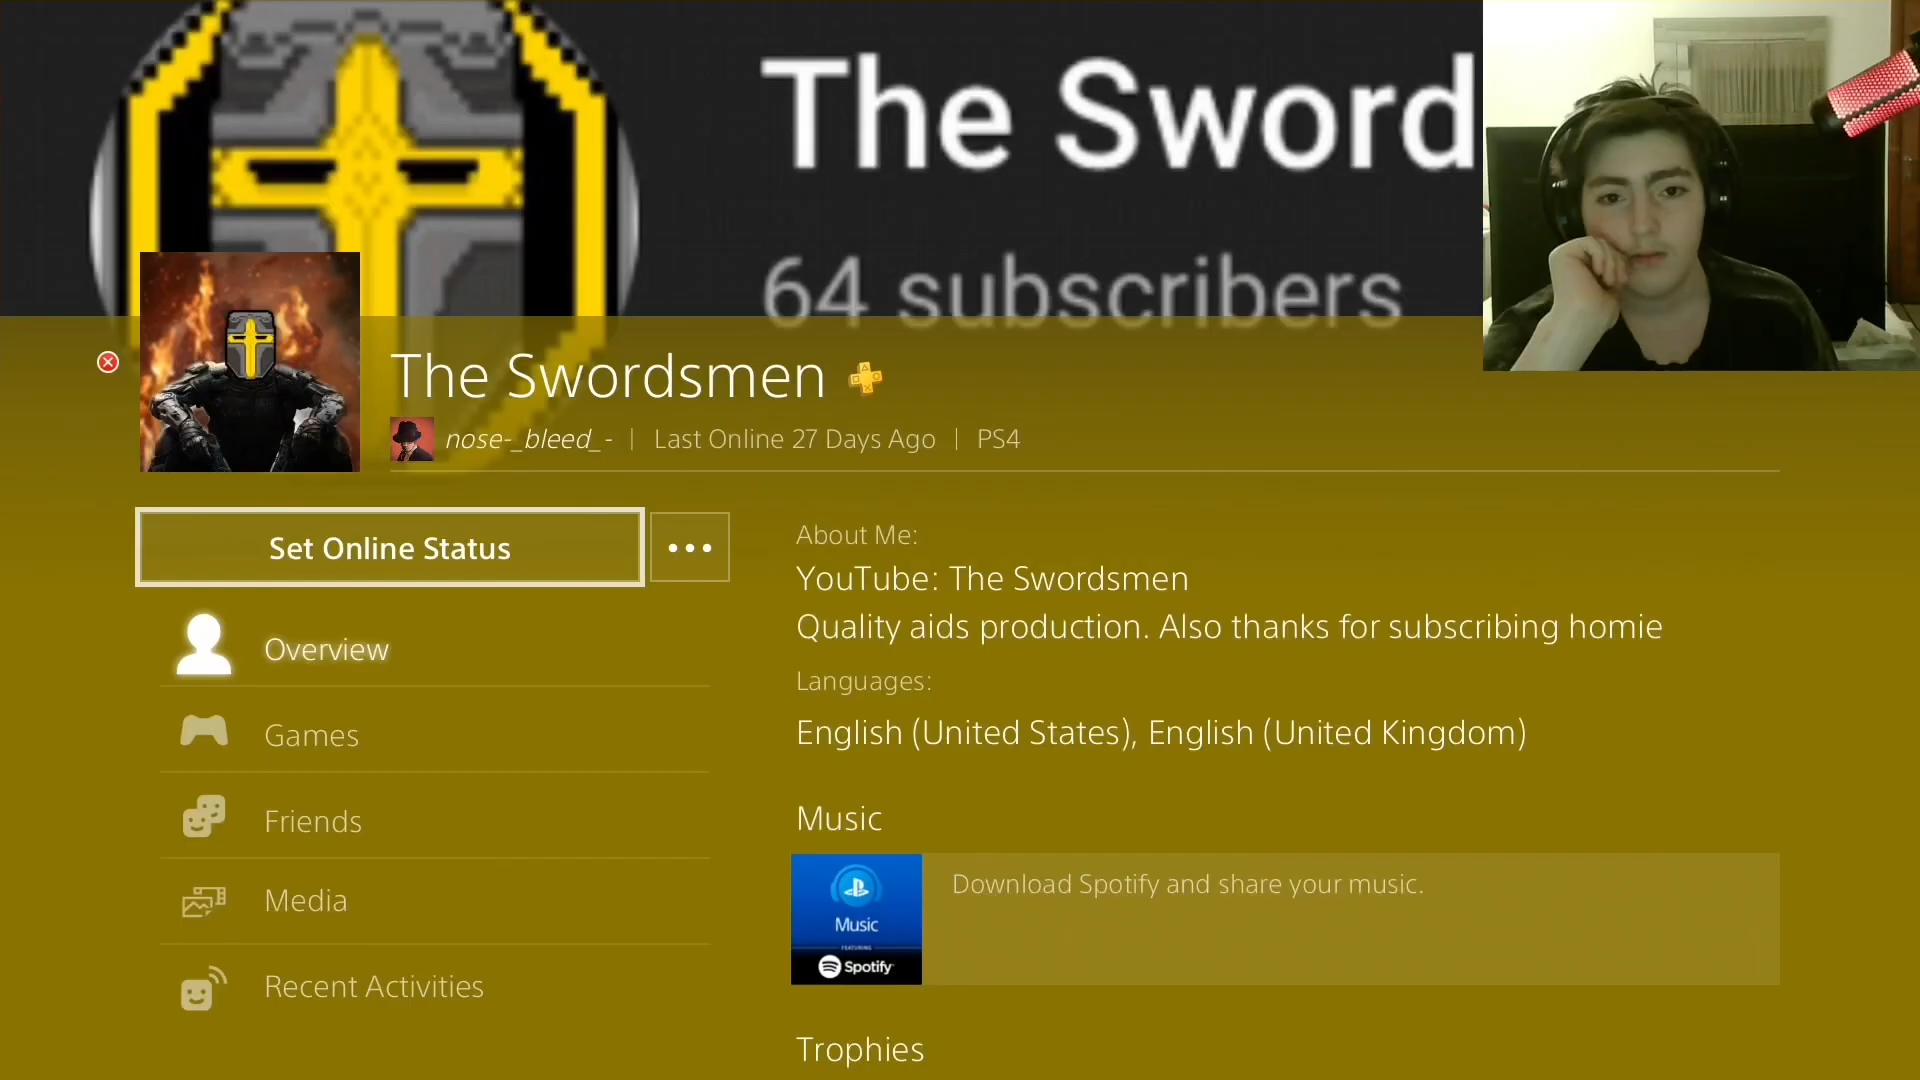 The Sword
64 subscribers
The Swordsmen
nose-_bleed_- | Last Online 27 Days Ago | PS4
Set Online Status
Overview
Games
Friends
Media
Recent Activities
About Me:
YouTube: The Swordsmen
Quality aids production. Also thanks for subscribing homie
Languages:
English (United States), English (United Kingdom)
Music
Music
FEATURING
Spotify
Download Spotify and share your music.
Trophies